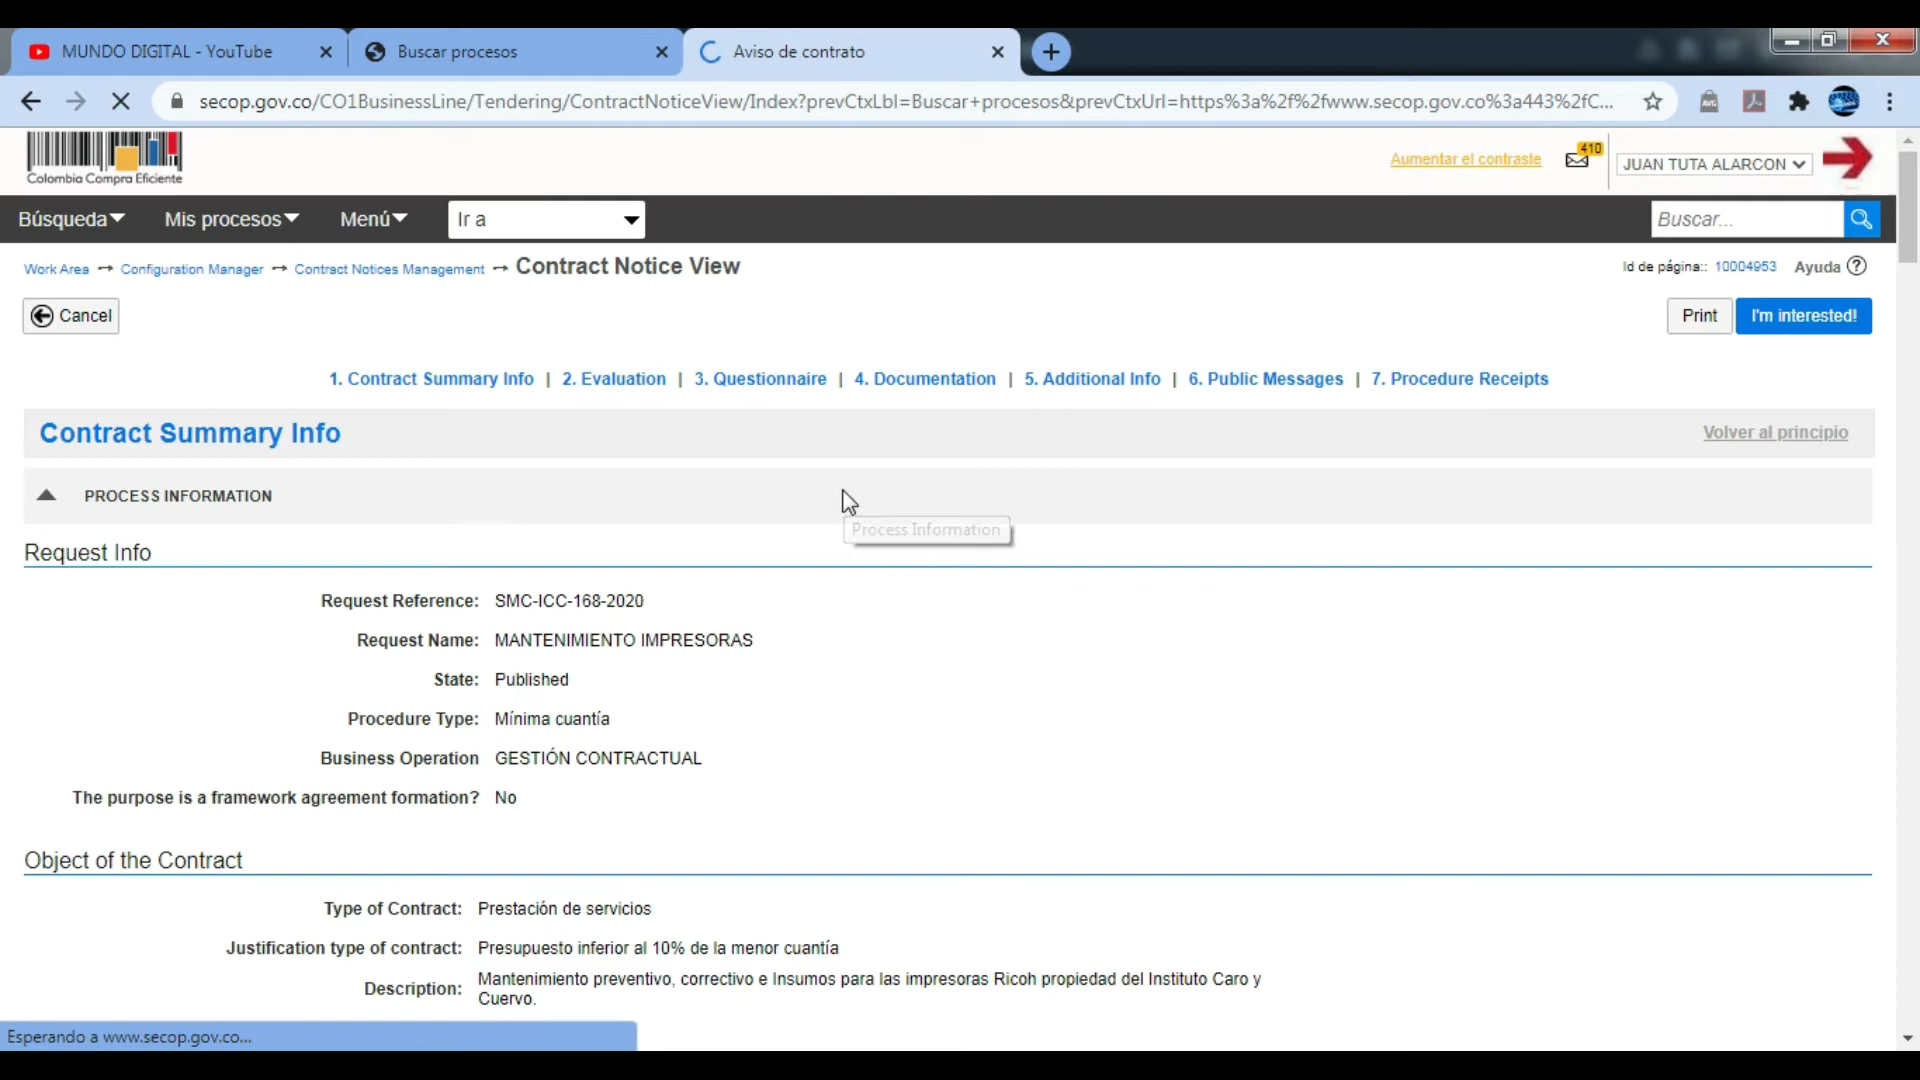 MUNDO DIGITAL - YouTube
Buscar procesos
Aviso de contrato
secop.gov.co/CO1BusinessLine/Tendering/ContractNoticeView/Index?prevCtxLbl=Buscar+procesos&prevCtxUrl=https%3a%2f%2fwww.secop.gov.co%3a443%2fC...
Colombia Compra Eficiente
Aumentar el contraste
410
JUAN TUTA ALARCON
Búsqueda
Mis procesos
Menú
Ir a
Buscar...
Work Area
Configuration Manager
Contract Notices Management
Contract Notice View
Id de página:: 10004953
Ayuda
Cancel
Print
I'm interested!
1. Contract Summary Info | 2. Evaluation | 3. Questionnaire | 4. Documentation | 5. Additional Info | 6. Public Messages | 7. Procedure Receipts
Contract Summary Info
Volver al principio
PROCESS INFORMATION
Process Information
Request Info
Request Reference: SMC-ICC-168-2020
Request Name: MANTENIMIENTO IMPRESORAS
State: Published
Procedure Type: Mínima cuantía
Business Operation GESTIÓN CONTRACTUAL
The purpose is a framework agreement formation? No
Object of the Contract
Type of Contract: Prestación de servicios
Justification type of contract: Presupuesto inferior al 10% de la menor cuantía
Description: Mantenimiento preventivo, correctivo e Insumos para las impresoras Ricoh propiedad del Instituto Caro y
Cuervo.
Esperando a www.secop.gov.co...